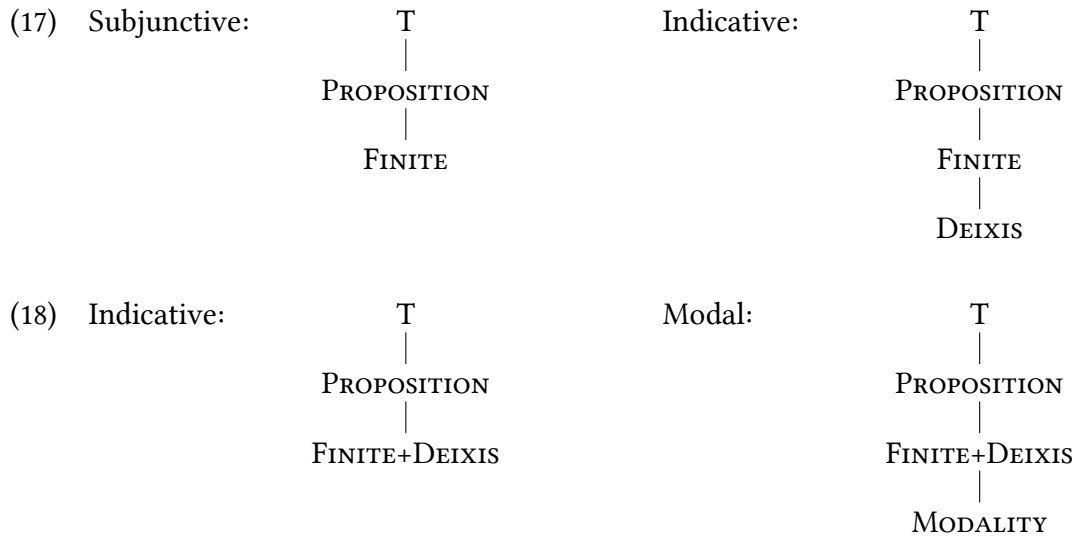 (17) Subjunctive: T Indicative: T
PROPOSITION PROPOSITION
FINITE FINITE
DEIXIS
(18) Indicative: T Modal: T
PROPOSITION PROPOSITION
FINITE+DEIXIS FINITE+DEIXIS
MODALITY